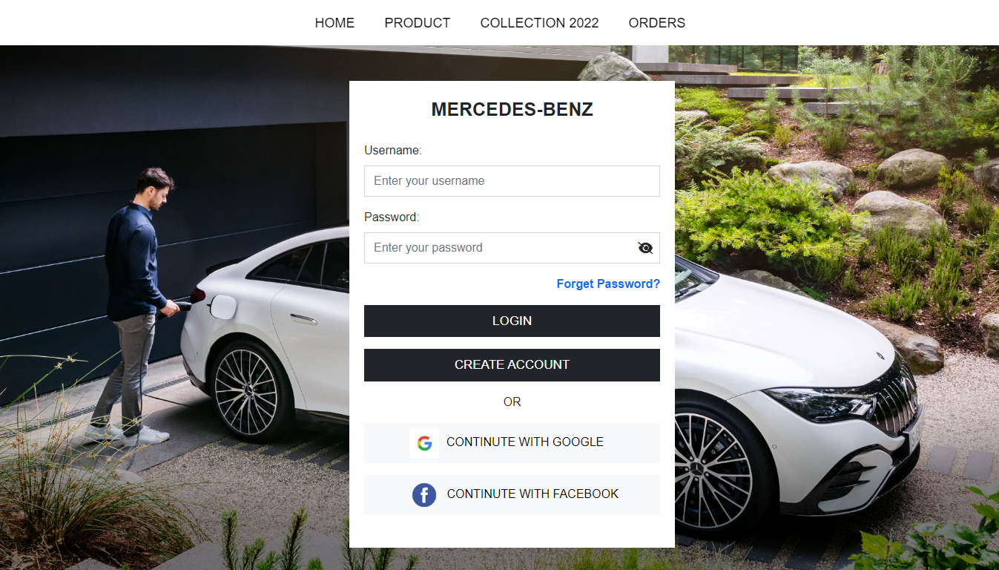 HOME PRODUCT COLLECTION 2022 ORDERS
MERCEDES-BENZ
Username:
Enter your username
Password:
Enter your password
Forget Password?
LOGIN
CREATE ACCOUNT
OR
CONTINUTE WITH GOOGLE
CONTINUTE WITH FACEBOOK